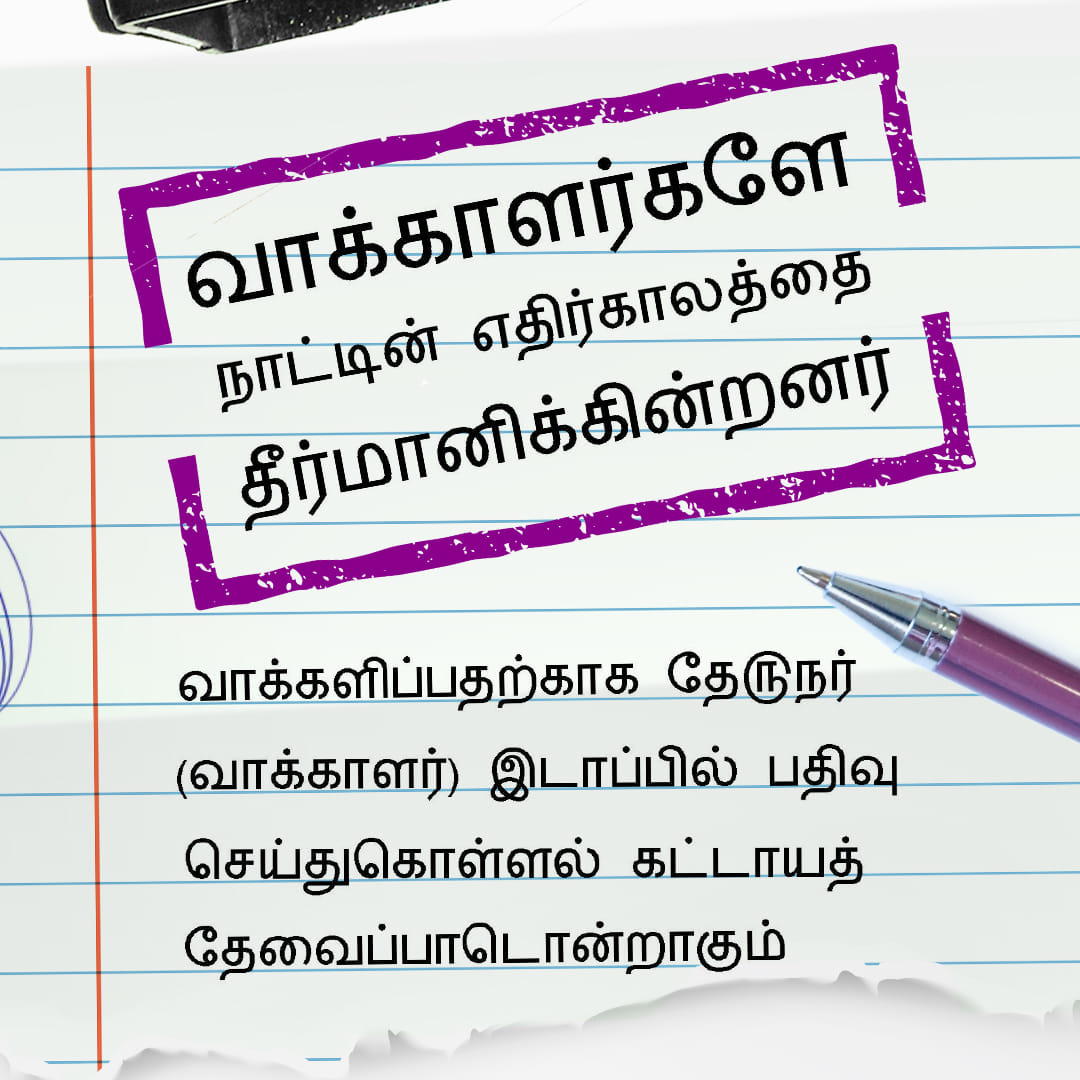 வாக்காளர்களே
நாட்டின் எதிர்காலத்தை
தீர்மானிக்கின்றனர்
வாக்களிப்பதற்காக தேருநர்
(வாக்காளர்) இடாப்பில் பதிவு
செய்துகொள்ளல் கட்டாயத்
தேவைப்பாடொன்றாகும்